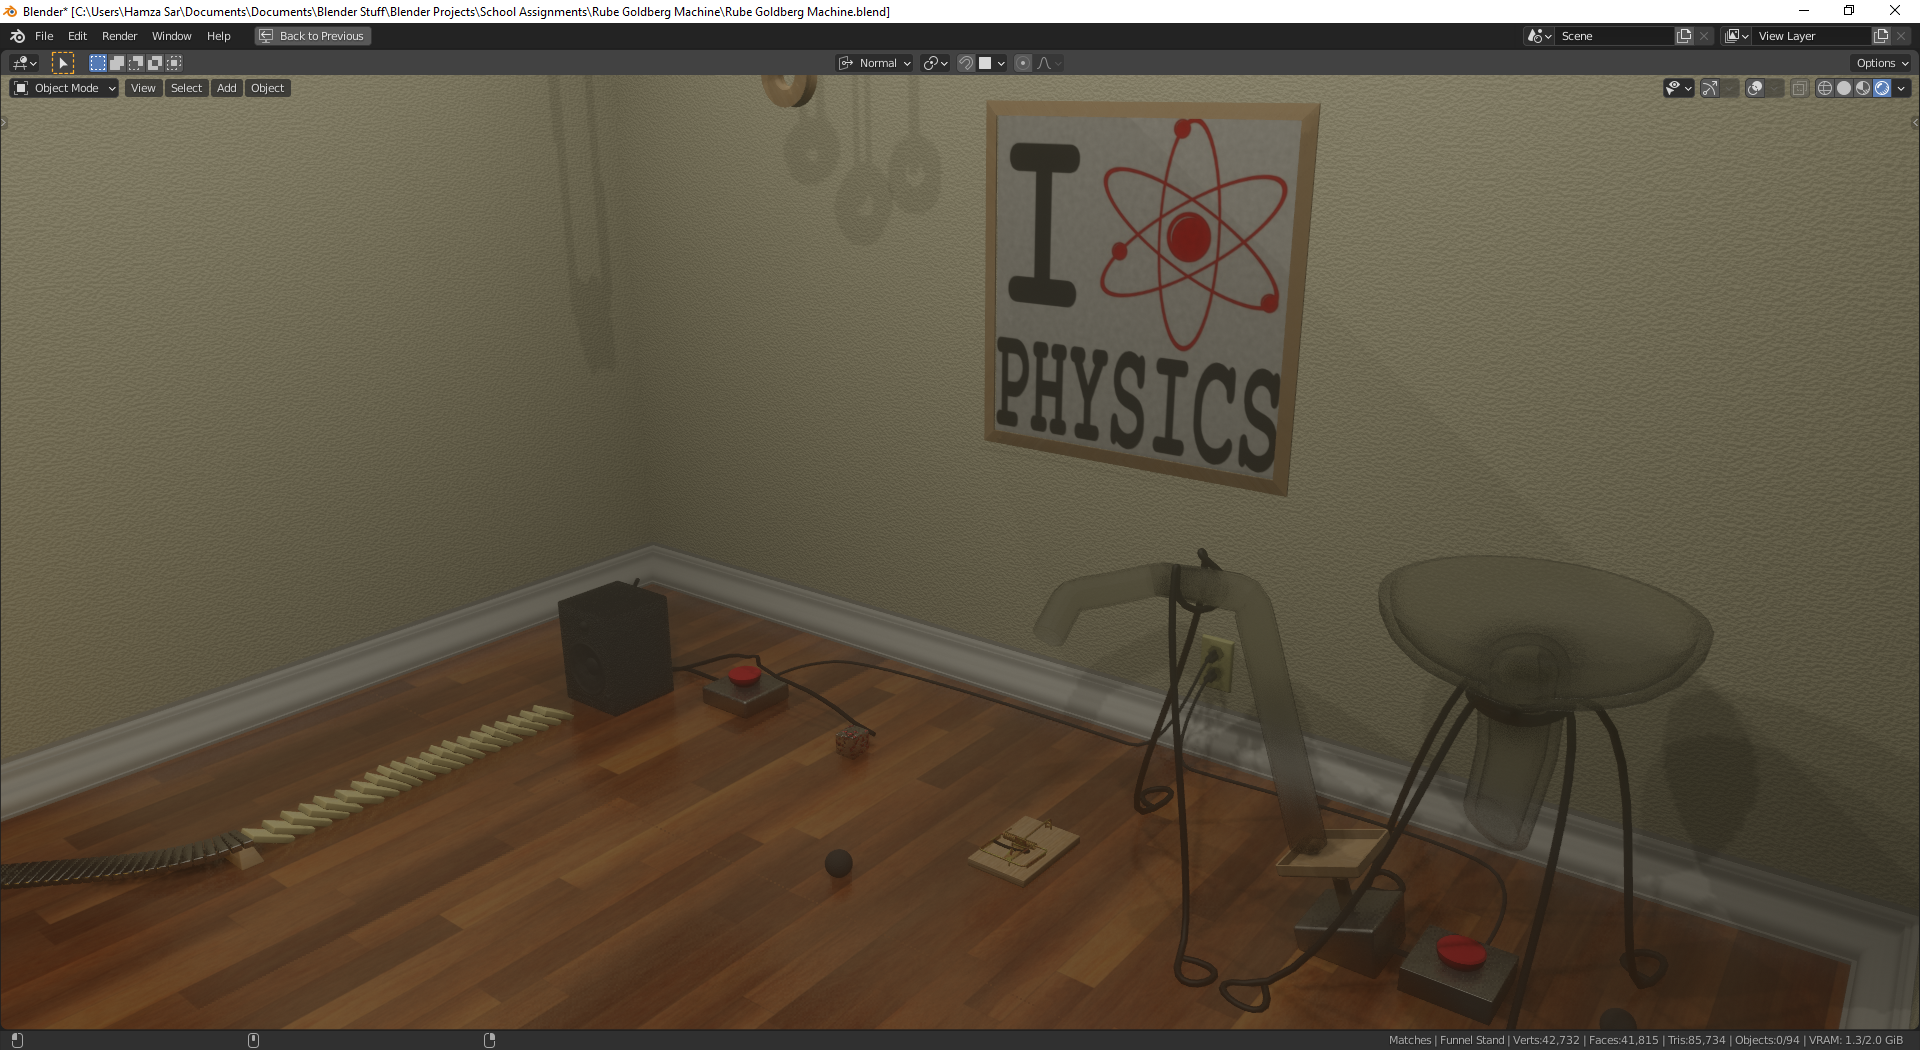 Blender* [C:\Users\Hamza Sar\Documents\Documents\Blender Stuff\Blender Projects\School Assignments\Rube Goldberg Machine\Rube Goldberg Machine.blend]
File Edit Render Window Help Back to Previous Scene View Layer
Normal Options
Object Mode View Select Add Object
I
PHYSICS
Matches | Funnel Stand | Verts:42,732 | Faces:41,815 | Tris:85,734 | Objects:0/94 | VRAM: 1.3/2.0 GiB